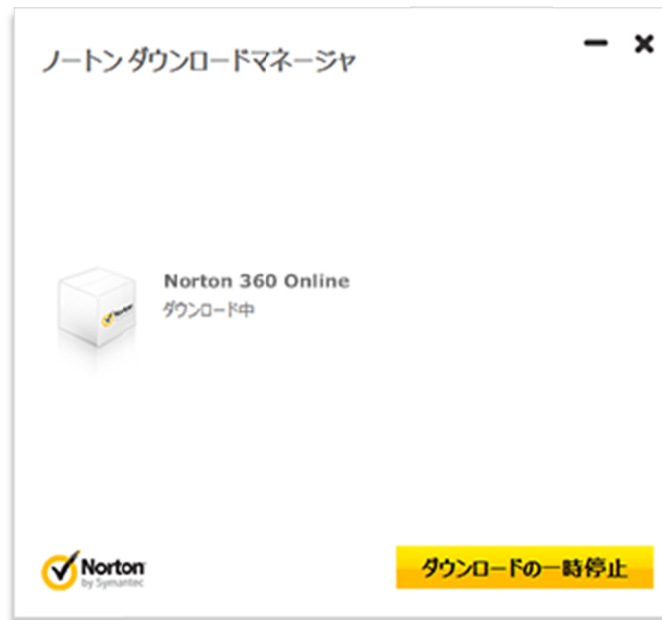 ノートン ダウンロードマネージャ
Norton 360 Online
ダウンロード中
Norton
Norton
by Symantec
ダウンロードの一時停止